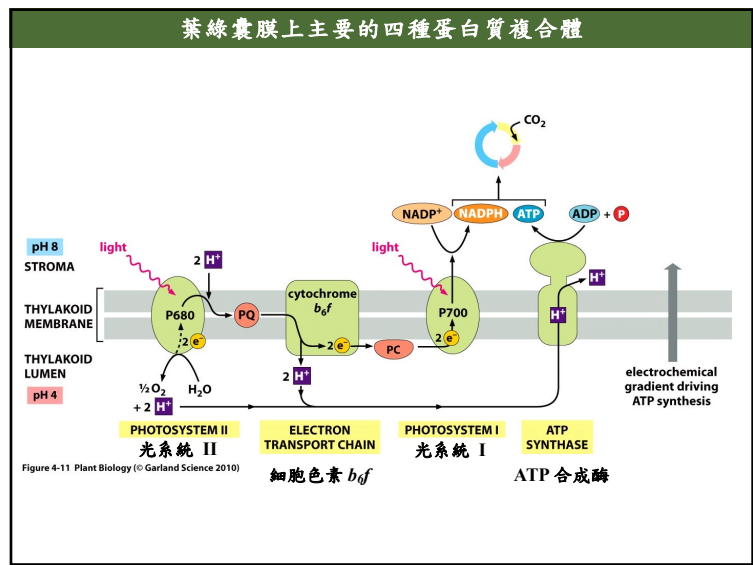 葉綠囊膜上主要的四種蛋白質複合體
CO₂
NADP⁺
NADPH
ATP
ADP + P
pH 8
STROMA
light
2 H⁺
light
H⁺
THYLAKOID
MEMBRANE
P680
PQ
cytochrome
b₆f
P700
H⁺
2 e⁻
2 e⁻
PC
2 e⁻
THYLAKOID
LUMEN
pH 4
½O₂
H₂O
+ 2 H⁺
2 H⁺
electrochemical
gradient driving
ATP synthesis
PHOTOSYSTEM II
光系統 II
ELECTRON
TRANSPORT CHAIN
細胞色素 b₆f
PHOTOSYSTEM I
光系統 I
ATP
SYNTHASE
ATP 合成酶
Figure 4-11 Plant Biology (© Garland Science 2010)